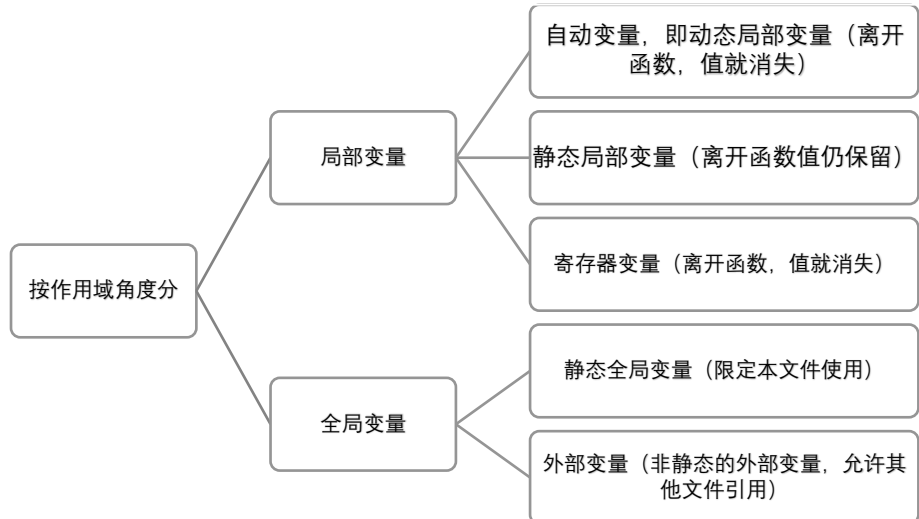 自动变量，即动态局部变量（离开
函数，值就消失）
局部变量
静态局部变量（离开函数值仍保留）
寄存器变量（离开函数，值就消失）
按作用域角度分
静态全局变量（限定本文件使用）
全局变量
外部变量（非静态的外部变量，允许其
他文件引用）